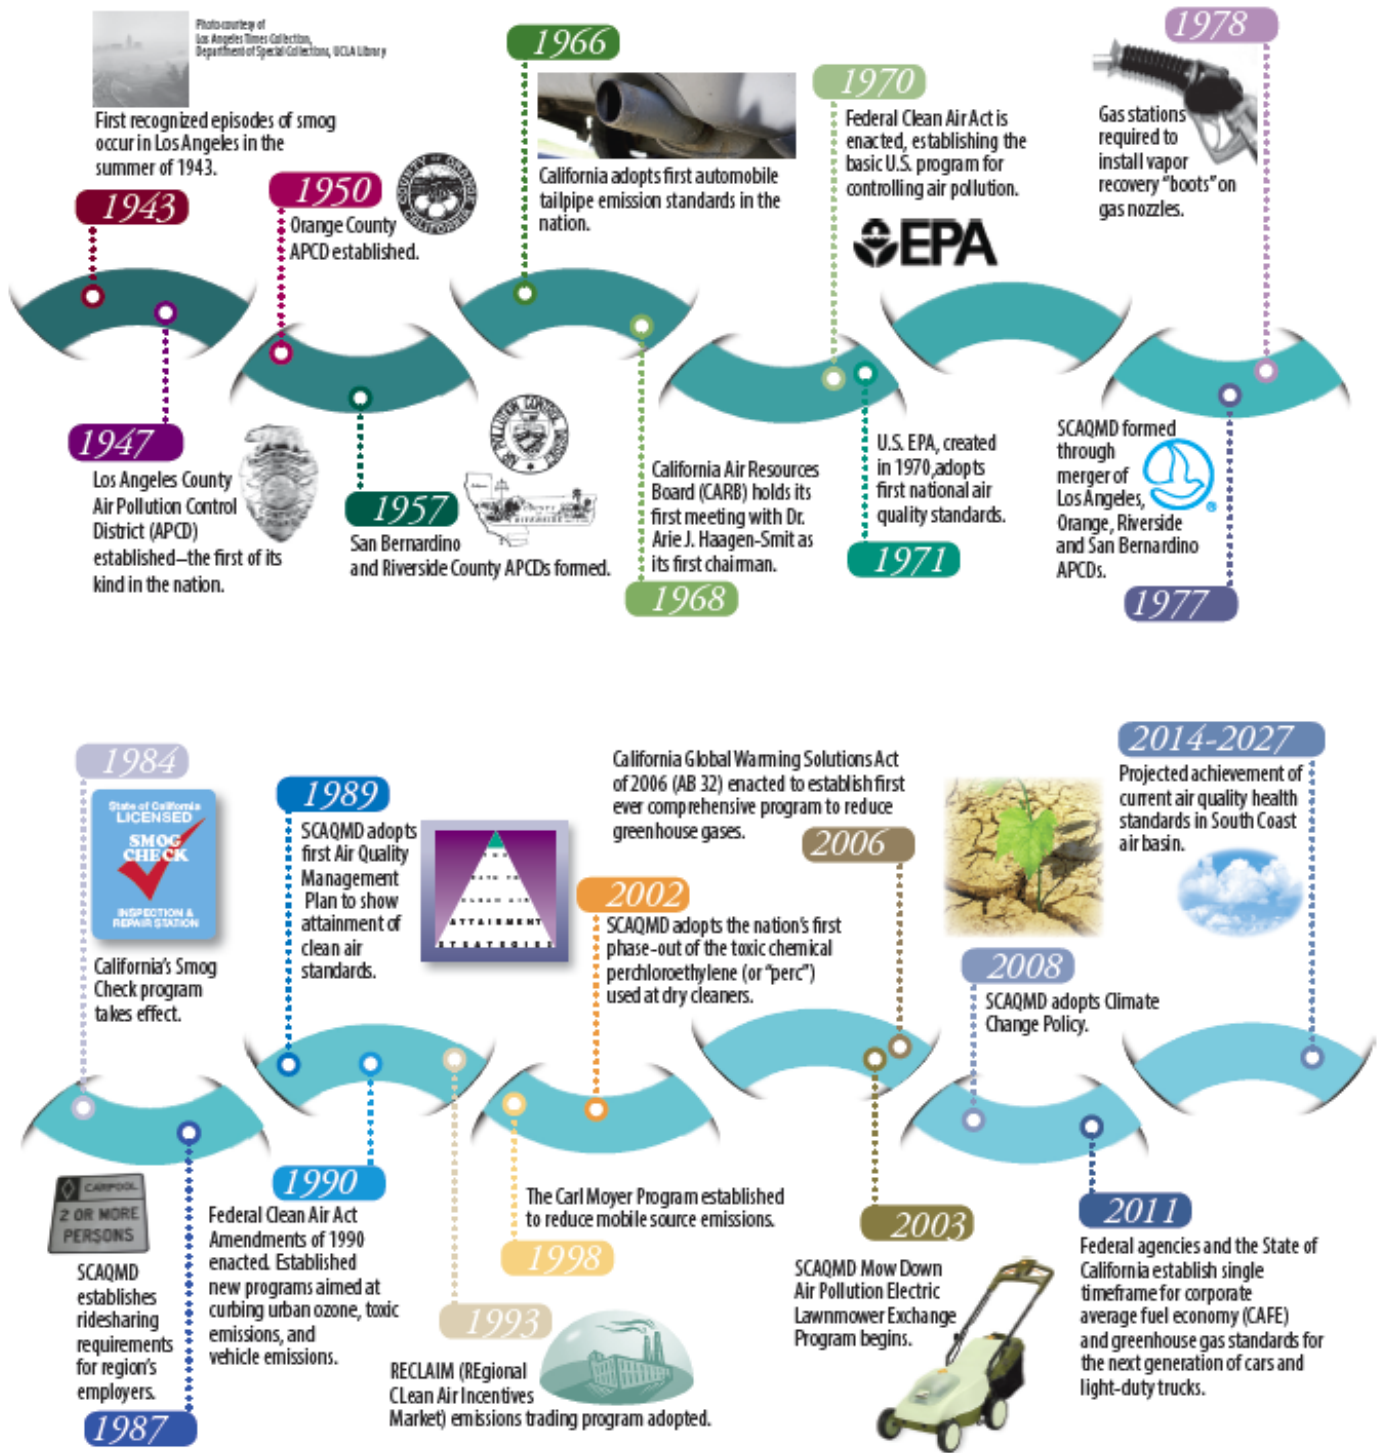 Photo courtesy of
Los Angeles Times Collection,
Department of Special Collections, UCLA Library
First recognized episodes of smog
occur in Los Angeles in the
summer of 1943.
1943
1947
Los Angeles County
Air Pollution Control
District (APCD)
established–the first of its
kind in the nation.
1950
Orange County
APCD established.
COUNTY OF ORANGE
CALIFORNIA
1957
San Bernardino
and Riverside County APCDs formed.
AIR POLLUTION CONTROL DISTRICT
1966
California adopts first automobile
tailpipe emission standards in the
nation.
California Air Resources
Board (CARB) holds its
first meeting with Dr.
Arie J. Haagen-Smit as
its first chairman.
1968
1970
Federal Clean Air Act is
enacted, establishing the
basic U.S. program for
controlling air pollution.
EPA
U.S. EPA, created
in 1970,adopts
first national air
quality standards.
1971
SCAQMD formed
through
merger of
Los Angeles,
Orange, Riverside
and San Bernardino
APCDs.
1977
1978
Gas stations
required to
install vapor
recovery “boots” on
gas nozzles.
1984
State of California
LICENSED
SMOG
CHECK
INSPECTION &
REPAIR STATION
California’s Smog
Check program
takes effect.
CARPOOL
2 OR MORE
PERSONS
SCAQMD
establishes
ridesharing
requirements
for region’s
employers.
1987
1989
SCAQMD adopts
first Air Quality
Management
Plan to show
attainment of
clean air
standards.
ATTAINMENT
STRATEGIES
1990
Federal Clean Air Act
Amendments of 1990
enacted. Established
new programs aimed at
curbing urban ozone, toxic
emissions, and
vehicle emissions.
1993
RECLAIM (REgional
CLean Air Incentives
Market) emissions trading program adopted.
The Carl Moyer Program established
to reduce mobile source emissions.
1998
2002
SCAQMD adopts the nation’s first
phase-out of the toxic chemical
perchloroethylene (or “perc”)
used at dry cleaners.
2003
SCAQMD Mow Down
Air Pollution Electric
Lawnmower Exchange
Program begins.
California Global Warming Solutions Act
of 2006 (AB 32) enacted to establish first
ever comprehensive program to reduce
greenhouse gases.
2006
2008
SCAQMD adopts Climate
Change Policy.
2011
Federal agencies and the State of
California establish single
timeframe for corporate
average fuel economy (CAFE)
and greenhouse gas standards for
the next generation of cars and
light-duty trucks.
2014-2027
Projected achievement of
current air quality health
standards in South Coast
air basin.